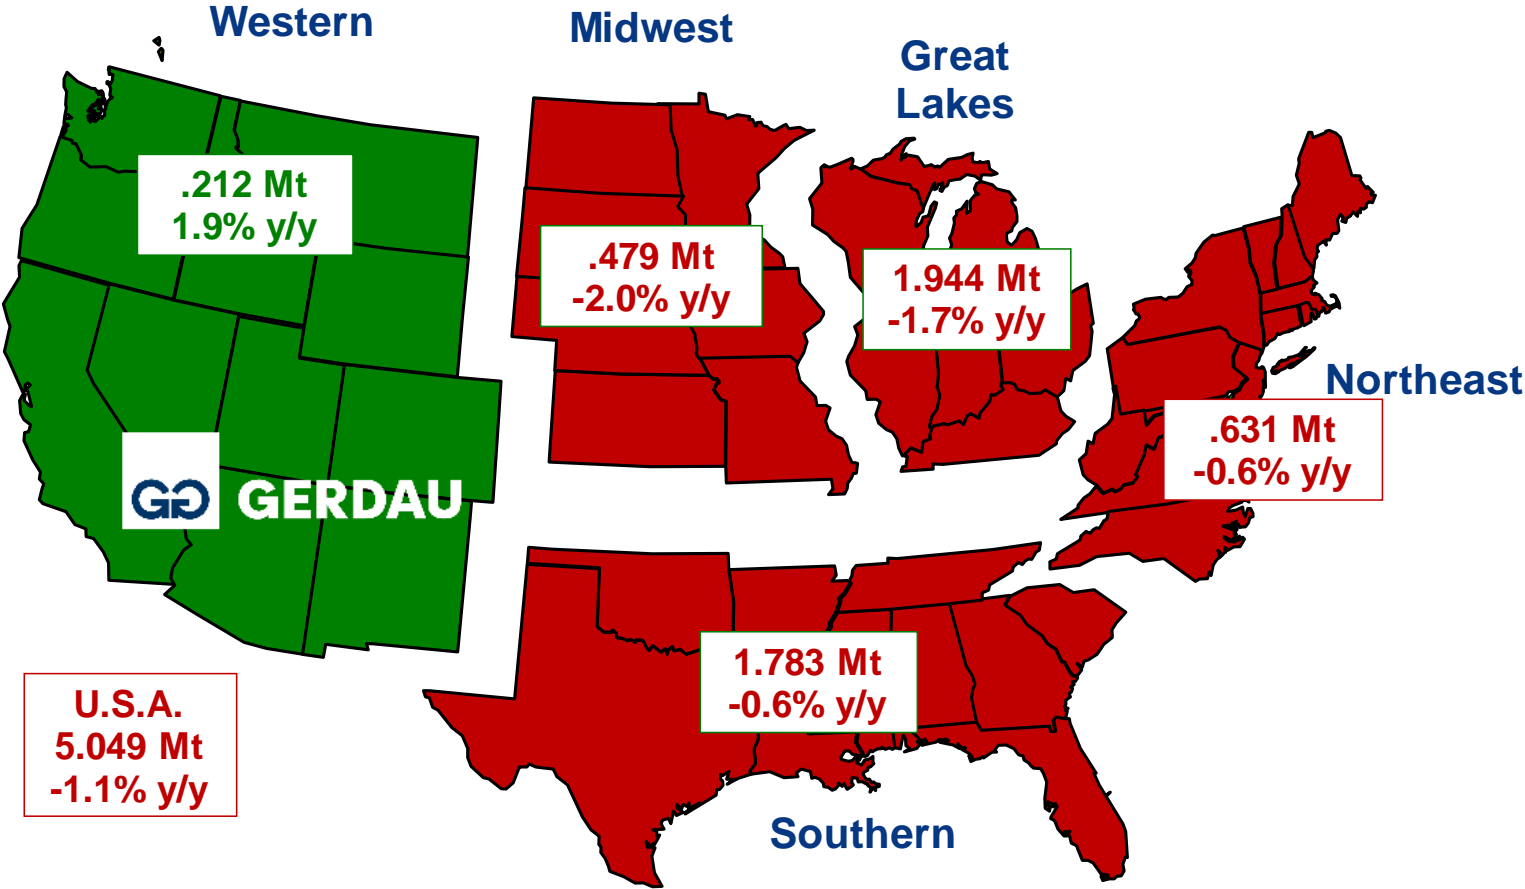 Western
Midwest
Great
Lakes
.212 Mt
1.9% y/y
.479 Mt
-2.0% y/y
1.944 Mt
-1.7% y/y
Northeast
.631 Mt
-0.6% y/y
GG GERDAU
1.783 Mt
-0.6% y/y
U.S.A.
5.049 Mt
-1.1% y/y
Southern